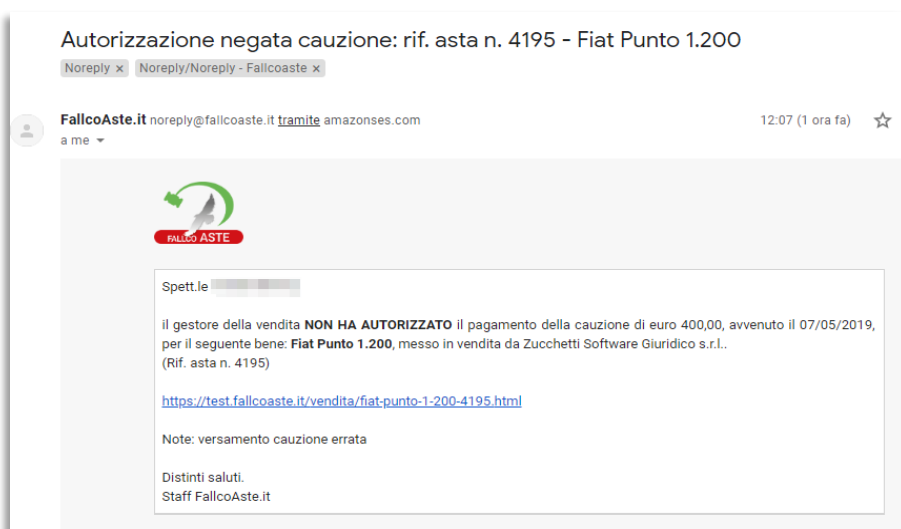 Autorizzazione negata cauzione: rif. asta n. 4195 - Fiat Punto 1.200
Noreply x Noreply/Noreply - Fallcoaste x
FallcoAste.it noreply@fallcoaste.it tramite amazonses.com 12:07 (1 ora fa)
a me
FALLCO ASTE
Spett.le
il gestore della vendita NON HA AUTORIZZATO il pagamento della cauzione di euro 400,00, avvenuto il 07/05/2019,
per il seguente bene: Fiat Punto 1.200, messo in vendita da Zucchetti Software Giuridico s.r.l..
(Rif. asta n. 4195)
https://test.fallcoaste.it/vendita/fiat-punto-1-200-4195.html
Note: versamento cauzione errata
Distinti saluti.
Staff FallcoAste.it